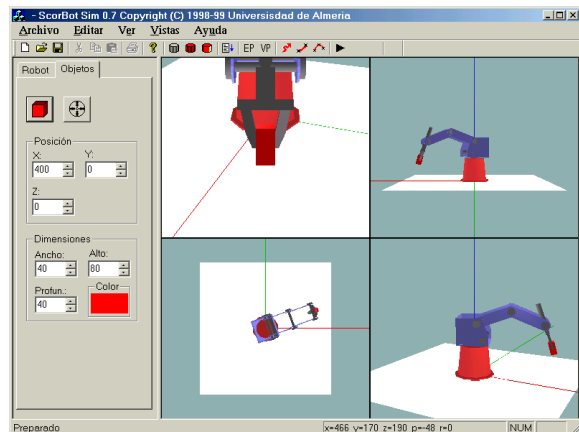 - ScorBot Sim 0.7 Copyright (C) 1998-99 Universisdad de Almeria
Archivo Editar Ver Vistas Ayuda
EP VP
Robot Objetos
Posición
X: Y:
400 0
Z:
0
Dimensiones
Ancho: Alto:
40 80
Profun.: Color
40
Preparado x=466 y=170 z=190 p=-48 r=0 NUM